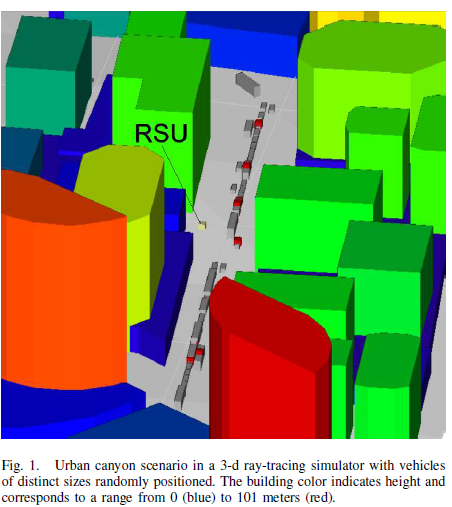 RSU
Fig. 1. Urban canyon scenario in a 3-d ray-tracing simulator with vehicles
of distinct sizes randomly positioned. The building color indicates height and
corresponds to a range from 0 (blue) to 101 meters (red).